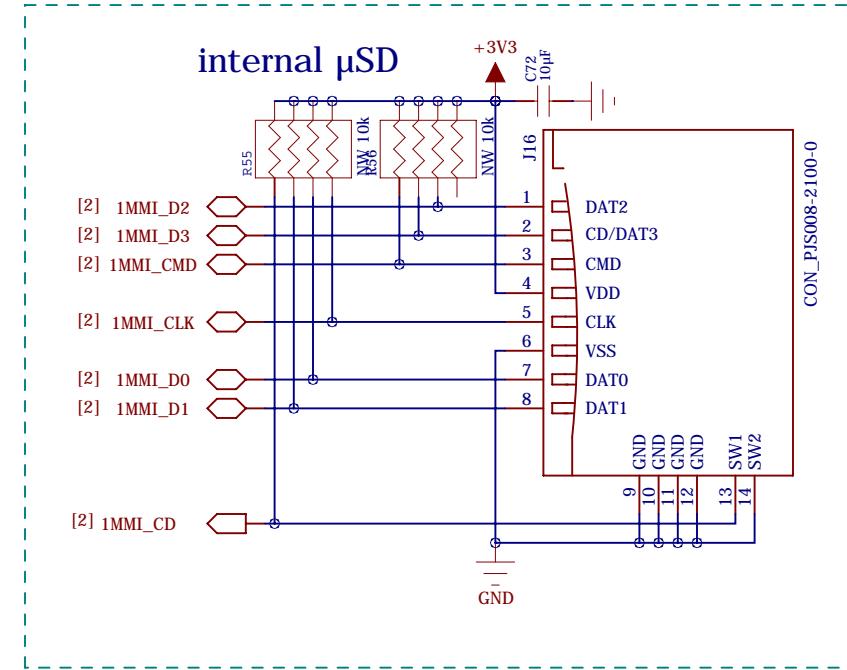 internal µSD
+3V3
C72
10µF
R55
NW 10k
R56
NW 10k
J16
CON_PJS008-2100-0
[2] 1MMI_D2
1
DAT2
[2] 1MMI_D3
2
CD/DAT3
[2] 1MMI_CMD
3
CMD
4
VDD
[2] 1MMI_CLK
5
CLK
6
VSS
[2] 1MMI_D0
7
DAT0
[2] 1MMI_D1
8
DAT1
GND
GND
GND
GND
SW1
SW2
9
10
11
12
13
14
[2] 1MMI_CD
GND